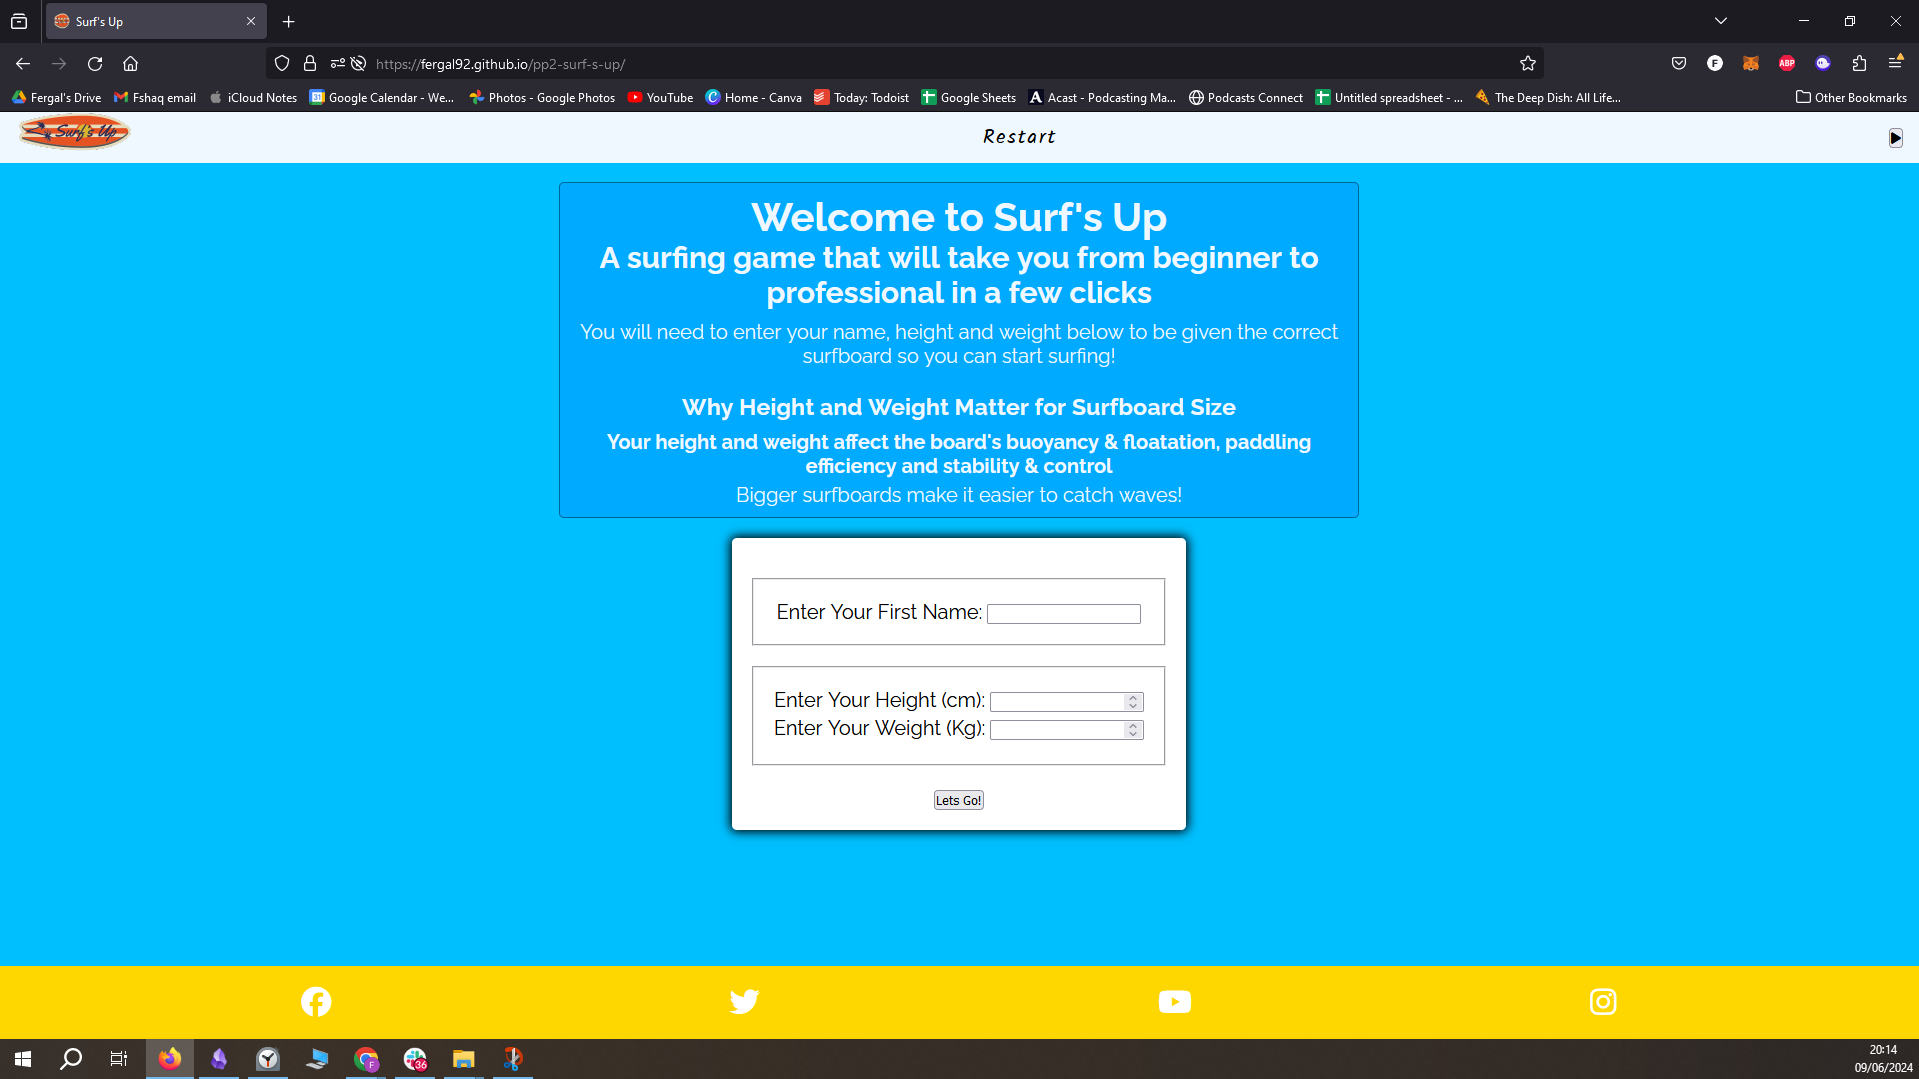 Surf's Up
https://fergal92.github.io/pp2-surf-s-up/
F
ABP
Fergal's Drive
Fshaq email
iCloud Notes
31 Google Calendar - We...
Photos - Google Photos
YouTube
Home - Canva
Today: Todoist
Google Sheets
A Acast - Podcasting Ma...
Podcasts Connect
Untitled spreadsheet - ...
The Deep Dish: All Life...
Other Bookmarks
Surf's Up
Restart
Welcome to Surf's Up
A surfing game that will take you from beginner to
professional in a few clicks
You will need to enter your name, height and weight below to be given the correct
surfboard so you can start surfing!
Why Height and Weight Matter for Surfboard Size
Your height and weight affect the board's buoyancy & floatation, paddling
efficiency and stability & control
Bigger surfboards make it easier to catch waves!
Enter Your First Name:
Enter Your Height (cm):
Enter Your Weight (Kg):
Lets Go!
F
36
20:14
09/06/2024